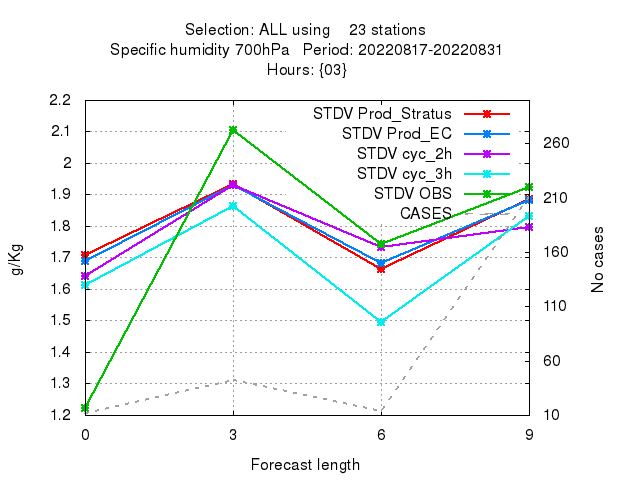 Selection: ALL using    23 stations
Specific humidity 700hPa   Period: 20220817-20220831
Hours: {03}
STDV Prod_Stratus
STDV Prod_EC
STDV cyc_2h
STDV cyc_3h
STDV OBS
CASES
2.2
2.1
2
1.9
1.8
1.7
1.6
1.5
1.4
1.3
1.2
g/Kg
260
210
160
110
60
10
No cases
0
3
6
9
Forecast length